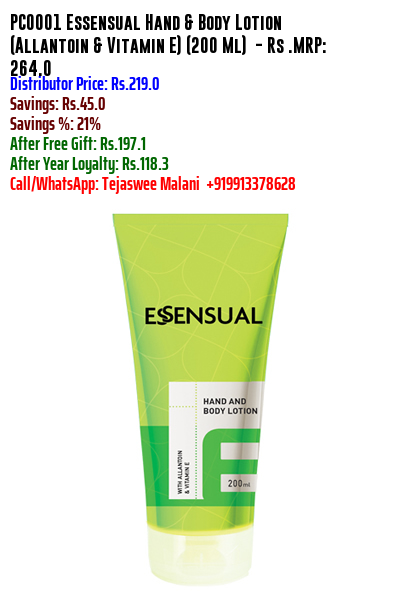 PC0001 Essensual Hand & Body Lotion
(Allantoin & Vitamin E) (200 Ml) - Rs .MRP:
264,0
Distributor Price: Rs.219.0
Savings: Rs.45.0
Savings %: 21%
After Free Gift: Rs.197.1
After Year Loyalty: Rs.118.3
Call/WhatsApp: Tejaswee Malani +919913378628
ESSENSUAL
HAND AND
BODY LOTION
WITH ALLANTOIN
& VITAMIN E
E
200ml